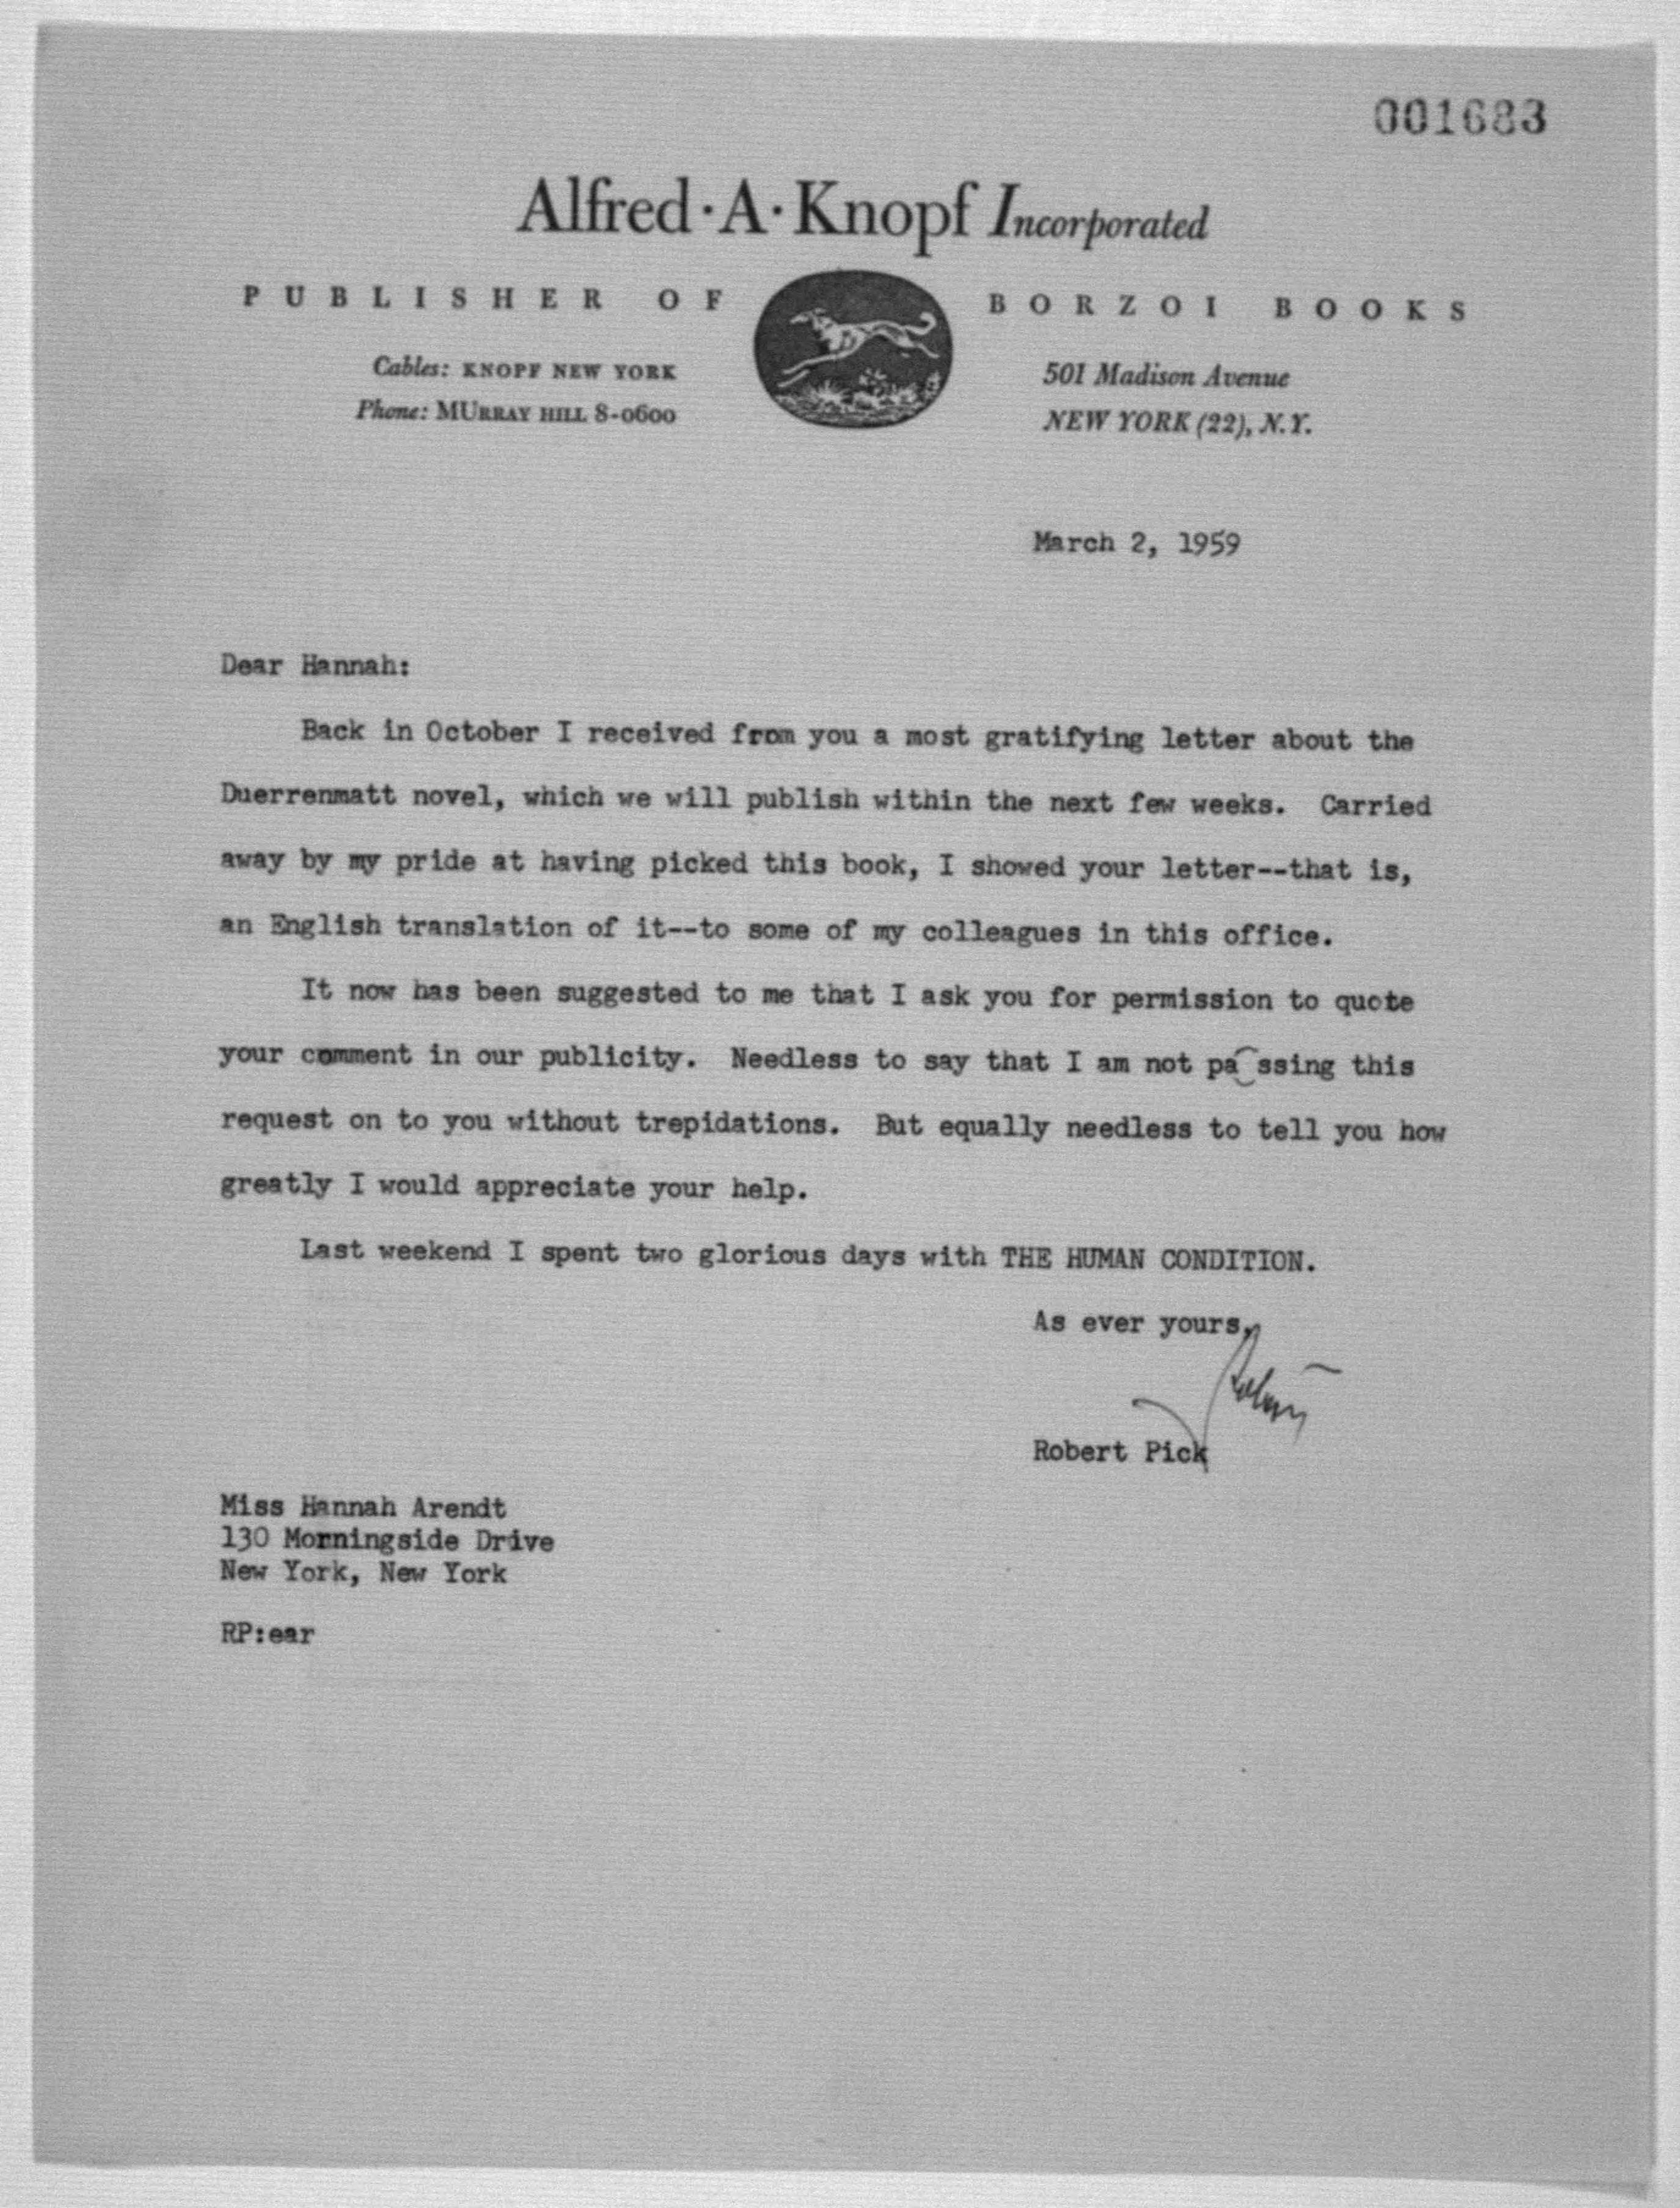 001683
Alfred · A · Knopf Incorporated
PUBLISHER OF BORZOI BOOKS
Cables: KNOPF NEW YORK
Phone: MURRAY HILL 8-0600
501 Madison Avenue
NEW YORK (22), N.Y.
March 2, 1959
Dear Hannah:
Back in October I received from you a most gratifying letter about the
Duerrenmatt novel, which we will publish within the next few weeks. Carried
away by my pride at having picked this book, I showed your letter--that is,
an English translation of it--to some of my colleagues in this office.
It now has been suggested to me that I ask you for permission to quote
your comment in our publicity. Needless to say that I am not pa ssing this
request on to you without trepidations. But equally needless to tell you how
greatly I would appreciate your help.
Last weekend I spent two glorious days with THE HUMAN CONDITION.
As ever yours,
Robert
Robert Pick
Miss Hannah Arendt
130 Morningside Drive
New York, New York
RP:ear